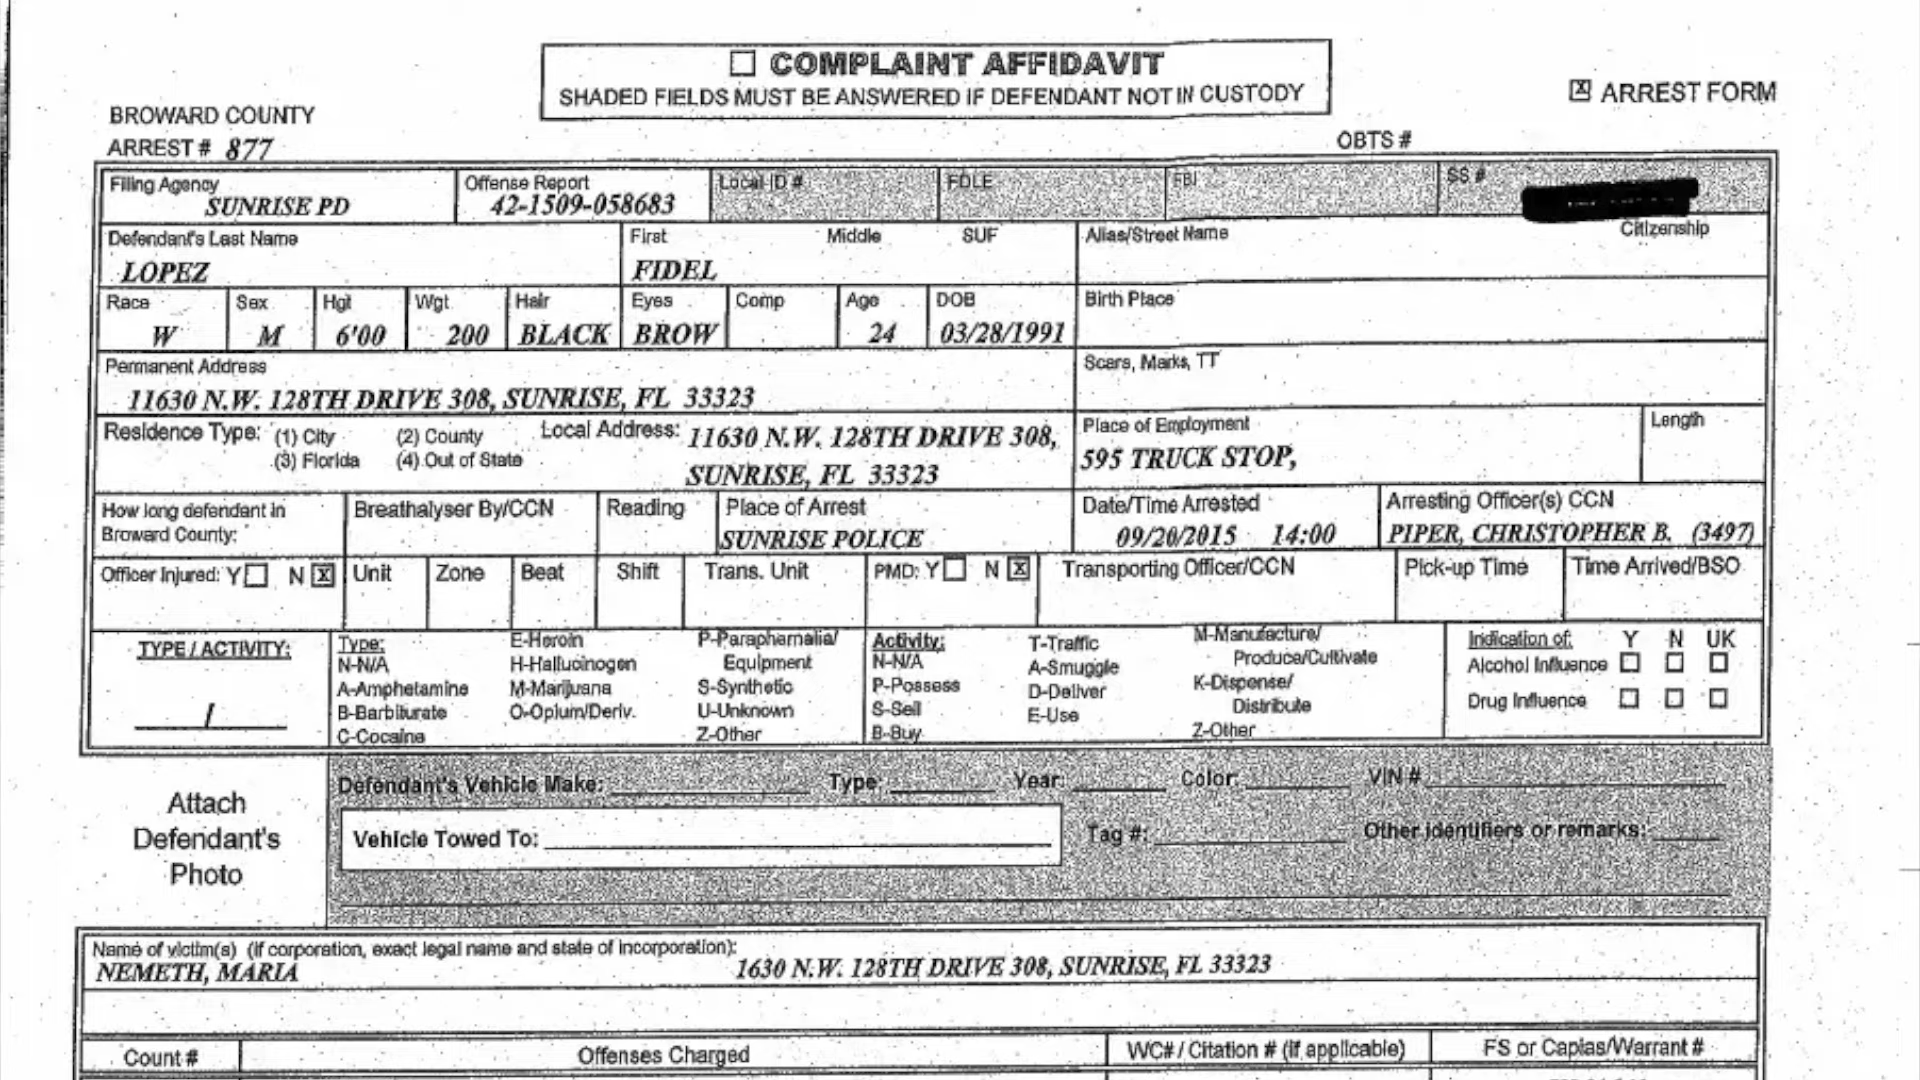 ☐ COMPLAINT AFFIDAVIT
SHADED FIELDS MUST BE ANSWERED IF DEFENDANT NOT IN CUSTODY
☒ ARREST FORM
BROWARD COUNTY
ARREST # 877
OBTS #
Filing Agency Offense Report Local ID # FDLE FBI SS #
SUNRISE PD 42-1509-058683
Defendant's Last Name First Middle SUF Alias/Street Name Citizenship
LOPEZ FIDEL
Race Sex Hgt Wgt Hair Eyes Comp Age DOB Birth Place
W M 6'00 200 BLACK BROW 24 03/28/1991
Permanent Address Scars, Marks, TT
11630 N.W. 128TH DRIVE 308, SUNRISE, FL 33323
Residence Type: (1) City (2) County Local Address: 11630 N.W. 128TH DRIVE 308, Place of Employment Length
(3) Florida (4) Out of State SUNRISE, FL 33323 595 TRUCK STOP,
How long defendant in Breathalyser By/CCN Reading Place of Arrest Date/Time Arrested Arresting Officer(s) CCN
Broward County: SUNRISE POLICE 09/20/2015 14:00 PIPER, CHRISTOPHER B. (3497)
Officer Injured: Y☐ N☒ Unit Zone Beat Shift Trans. Unit PMD: Y☐ N☒ Transporting Officer/CCN Pick-up Time Time Arrived/BSO
TYPE / ACTIVITY: Type: E-Heroin P-Paraphernalia/ Activity: T-Traffic M-Manufacture/ Indication of: Y N UK
N-N/A H-Hallucinogen Equipment N-N/A A-Smuggle Produce/Cultivate Alcohol Influence ☐ ☐ ☐
A-Amphetamine M-Marijuana S-Synthetic P-Possess D-Deliver K-Dispense/ Drug Influence ☐ ☐ ☐
/ B-Barbiturate O-Opium/Deriv. U-Unknown S-Sell E-Use Distribute
C-Cocaine Z-Other B-Buy Z-Other
Attach
Defendant's
Photo
Defendant's Vehicle Make: Type: Year: Color: VIN #
Vehicle Towed To: Tag #: Other identifiers or remarks:
Name of victim(s) (if corporation, exact legal name and state of incorporation):
NEMETH, MARIA 1630 N.W. 128TH DRIVE 308, SUNRISE, FL 33323
Count # Offenses Charged WC# / Citation # (if applicable) FS or Capias/Warrant #